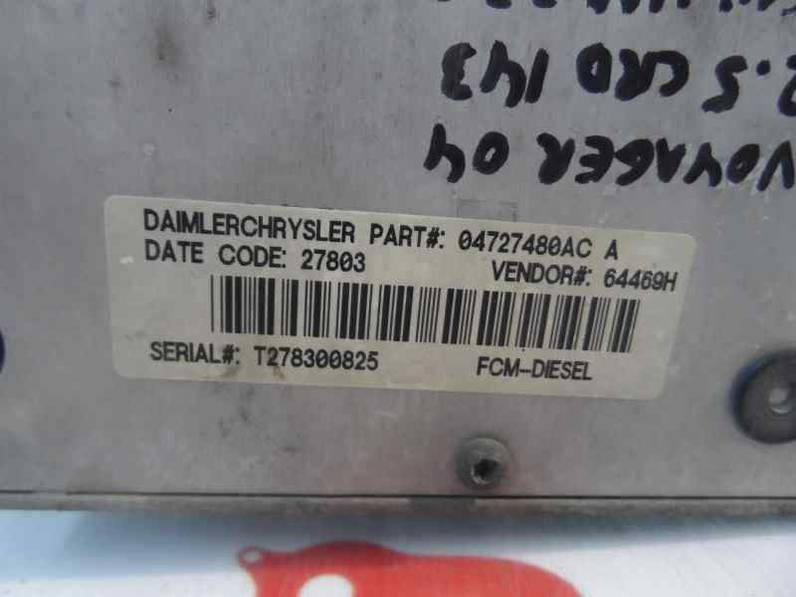 2.5 CRD 143
VOYAGER 04
DAIMLERCHRYSLER PART#: 04727480AC A
DATE CODE: 27803 VENDOR#: 64469H
SERIAL#: T278300825 FCM-DIESEL